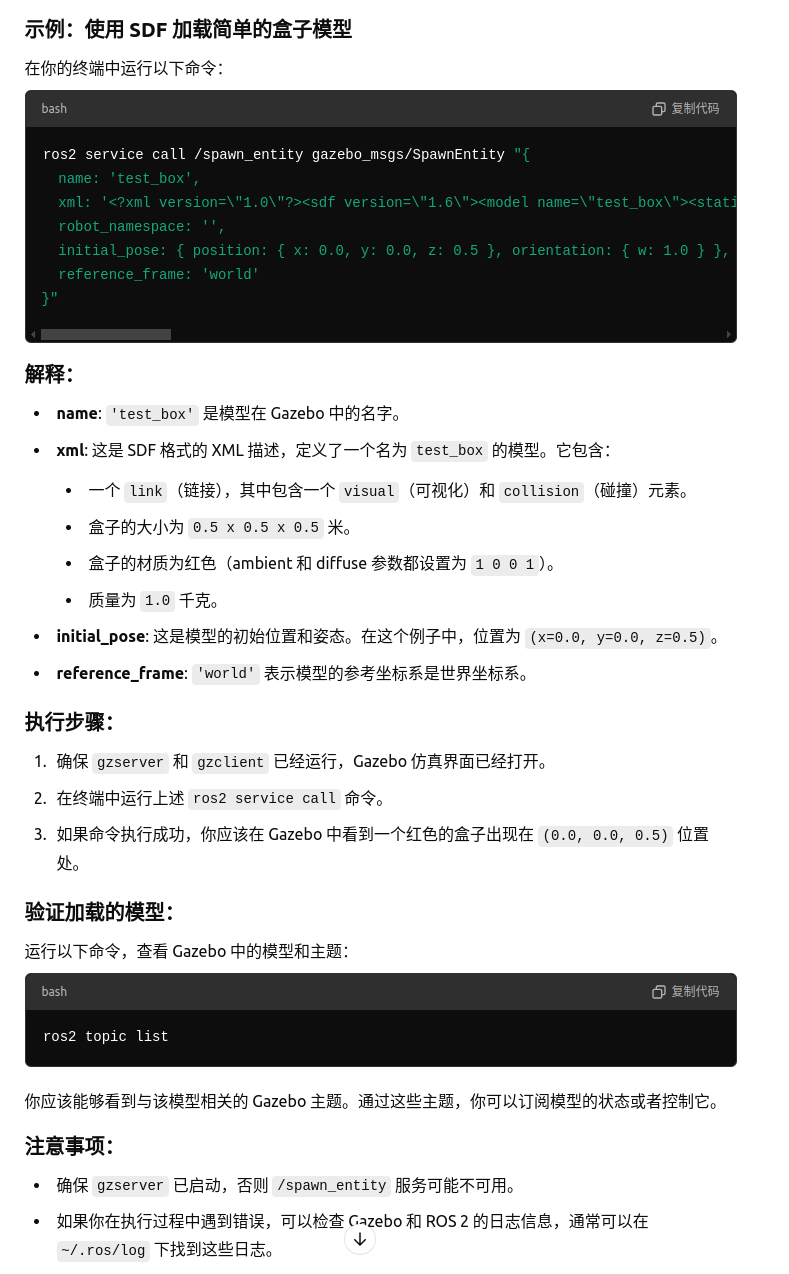 示例：使用 SDF 加载简单的盒子模型
在你的终端中运行以下命令：
bash
复制代码
ros2 service call /spawn_entity gazebo_msgs/SpawnEntity "{
  name: 'test_box',
  xml: '<?xml version=\"1.0\"?><sdf version=\"1.6\"><model name=\"test_box\"><stati
  robot_namespace: '',
  initial_pose: { position: { x: 0.0, y: 0.0, z: 0.5 }, orientation: { w: 1.0 } },
  reference_frame: 'world'
}"
解释：
• name: 'test_box' 是模型在 Gazebo 中的名字。
• xml: 这是 SDF 格式的 XML 描述，定义了一个名为 test_box 的模型。它包含：
• 一个 link（链接），其中包含一个 visual（可视化）和 collision（碰撞）元素。
• 盒子的大小为 0.5 x 0.5 x 0.5 米。
• 盒子的材质为红色（ambient 和 diffuse 参数都设置为 1 0 0 1）。
• 质量为 1.0 千克。
• initial_pose: 这是模型的初始位置和姿态。在这个例子中，位置为 (x=0.0, y=0.0, z=0.5)。
• reference_frame: 'world' 表示模型的参考坐标系是世界坐标系。
执行步骤：
1. 确保 gzserver 和 gzclient 已经运行，Gazebo 仿真界面已经打开。
2. 在终端中运行上述 ros2 service call 命令。
3. 如果命令执行成功，你应该在 Gazebo 中看到一个红色的盒子出现在 (0.0, 0.0, 0.5) 位置
处。
验证加载的模型：
运行以下命令，查看 Gazebo 中的模型和主题：
bash
复制代码
ros2 topic list
你应该能够看到与该模型相关的 Gazebo 主题。通过这些主题，你可以订阅模型的状态或者控制它。
注意事项：
• 确保 gzserver 已启动，否则 /spawn_entity 服务可能不可用。
• 如果你在执行过程中遇到错误，可以检查 Gazebo 和 ROS 2 的日志信息，通常可以在
~/.ros/log 下找到这些日志。